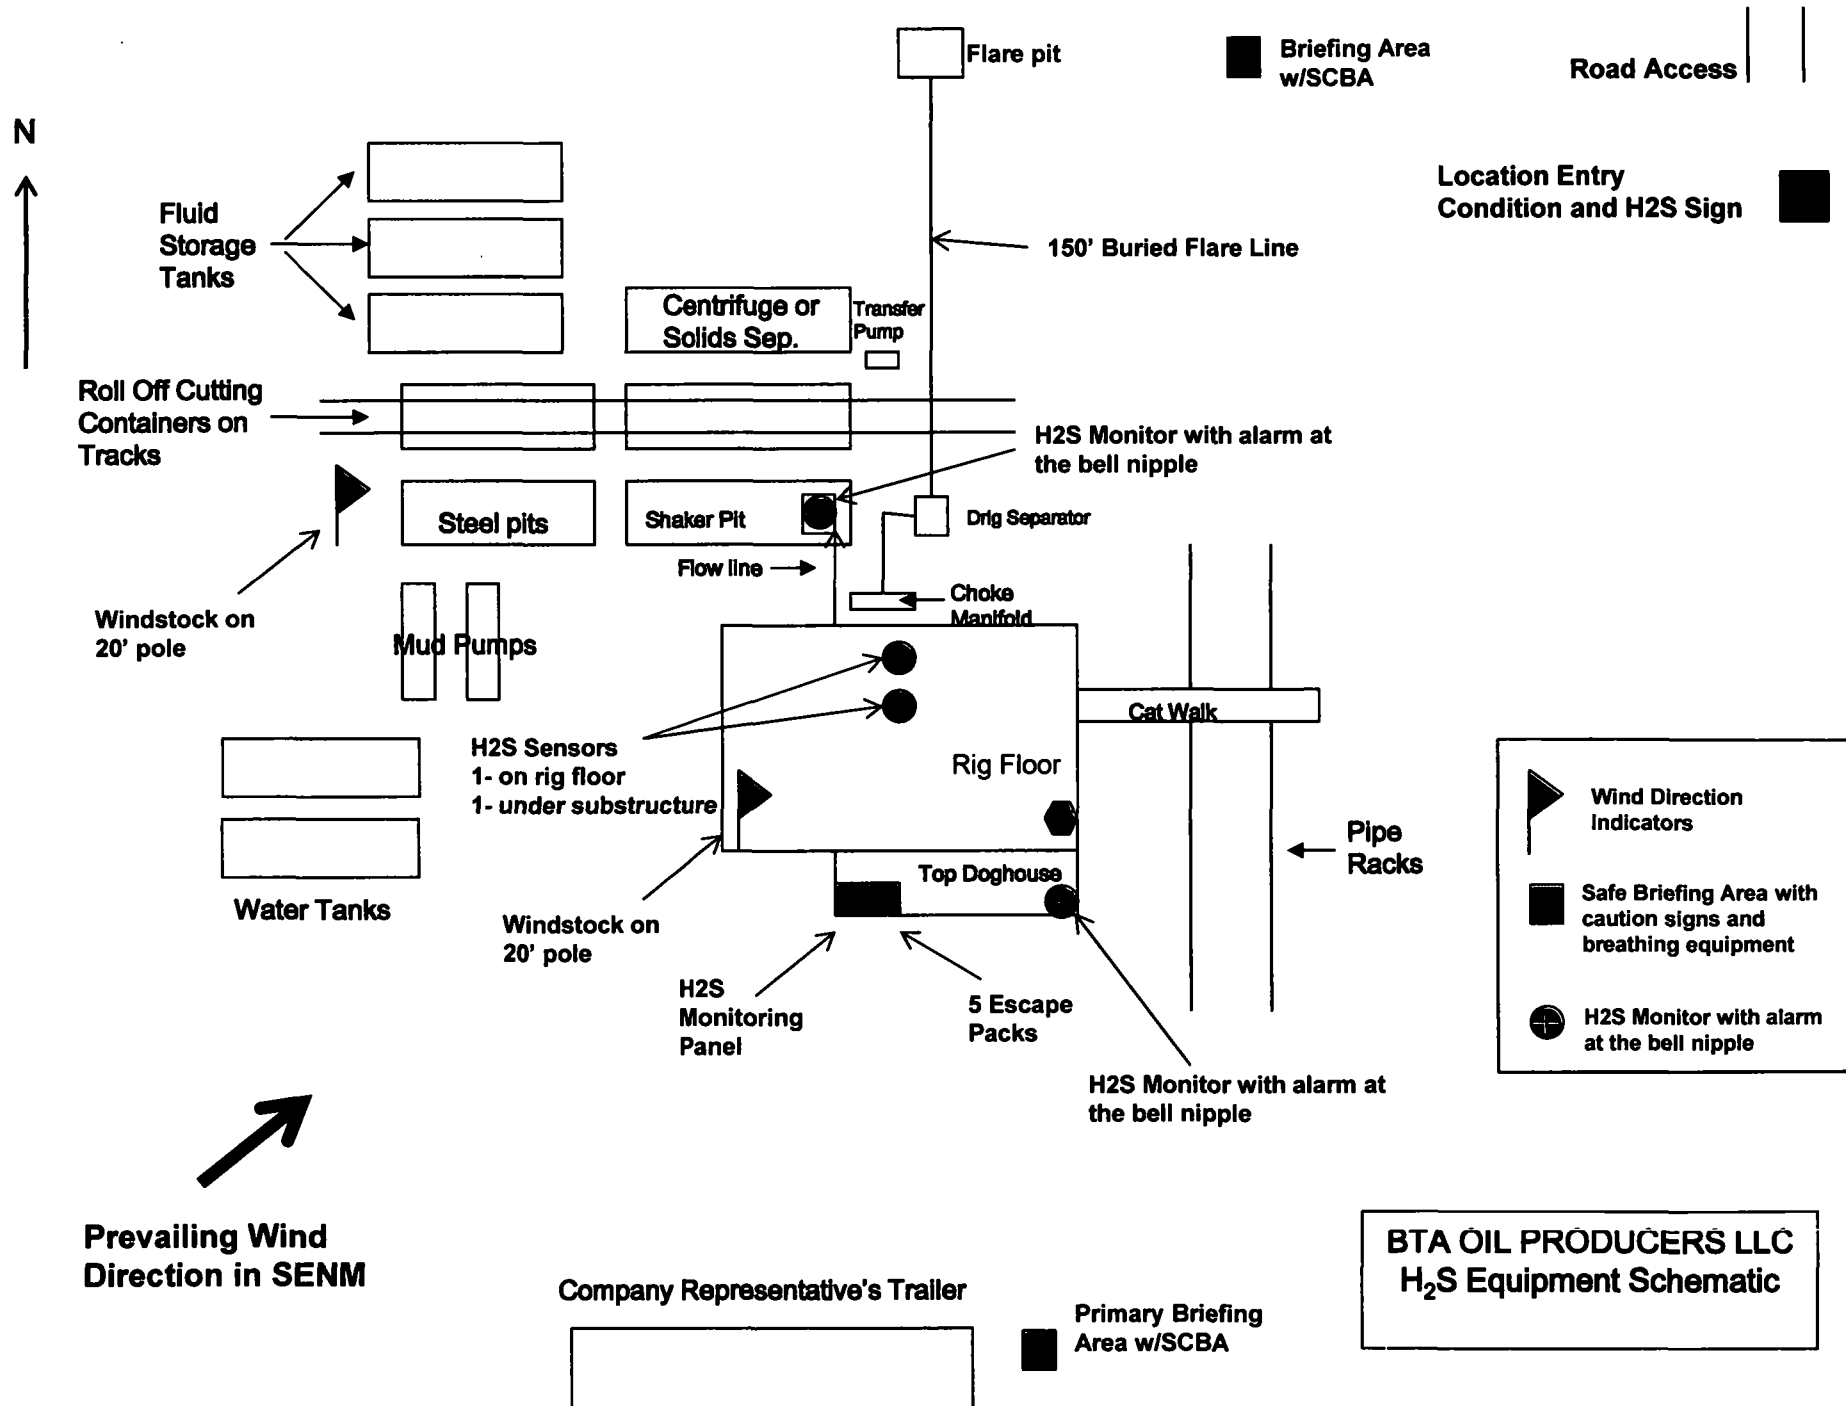 Flare pit
Briefing Area
w/SCBA
Road Access
N
Location Entry
Condition and H2S Sign
Fluid
Storage
Tanks
150' Buried Flare Line
Centrifuge or
Solids Sep.
Transfer
Pump
Roll Off Cutting
Containers on
Tracks
H2S Monitor with alarm at
the bell nipple
Steel pits
Shaker Pit
Drlg Separator
Flow line
Choke
Manifold
Windstock on
20' pole
Mud Pumps
Cat Walk
H2S Sensors
1- on rig floor
1- under substructure
Rig Floor
Wind Direction
Indicators
Pipe
Racks
Top Doghouse
Water Tanks
Windstock on
20' pole
Safe Briefing Area with
caution signs and
breathing equipment
H2S
Monitoring
Panel
5 Escape
Packs
H2S Monitor with alarm
at the bell nipple
H2S Monitor with alarm at
the bell nipple
Prevailing Wind
Direction in SENM
BTA OIL PRODUCERS LLC
H₂S Equipment Schematic
Company Representative's Trailer
Primary Briefing
Area w/SCBA